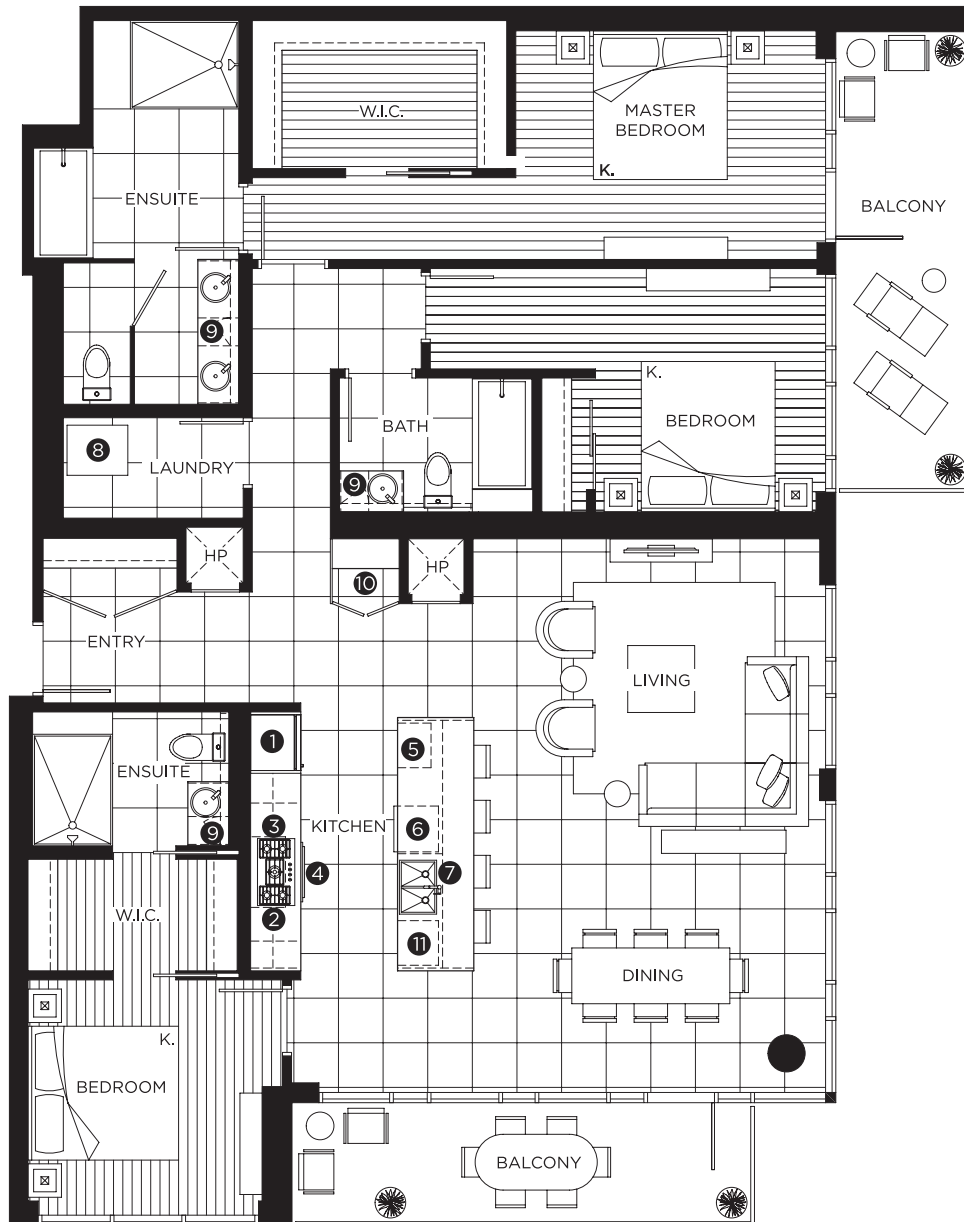 W.I.C.
MASTER
BEDROOM
K.
ENSUITE
BALCONY
9
K.
BATH
BEDROOM
8
LAUNDRY
9
HP
10
HP
ENTRY
LIVING
1
5
ENSUITE
3
KITCHEN
6
9
4
7
W.I.C.
2
11
DINING
K.
BEDROOM
BALCONY